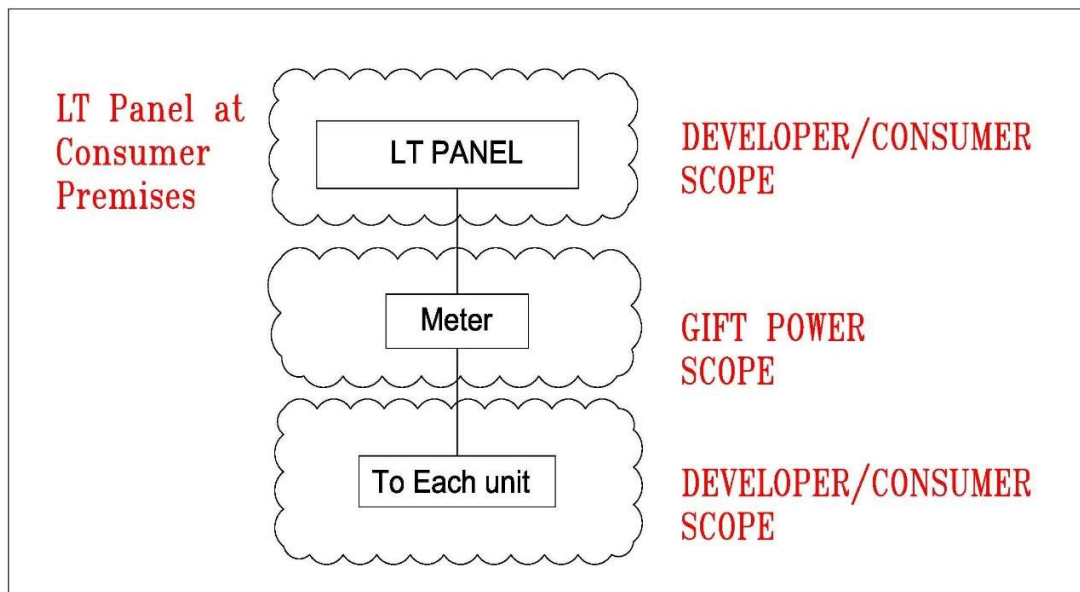 LT Panel at
Consumer
Premises
LT PANEL
DEVELOPER/CONSUMER
SCOPE
Meter
GIFT POWER
SCOPE
To Each unit
DEVELOPER/CONSUMER
SCOPE